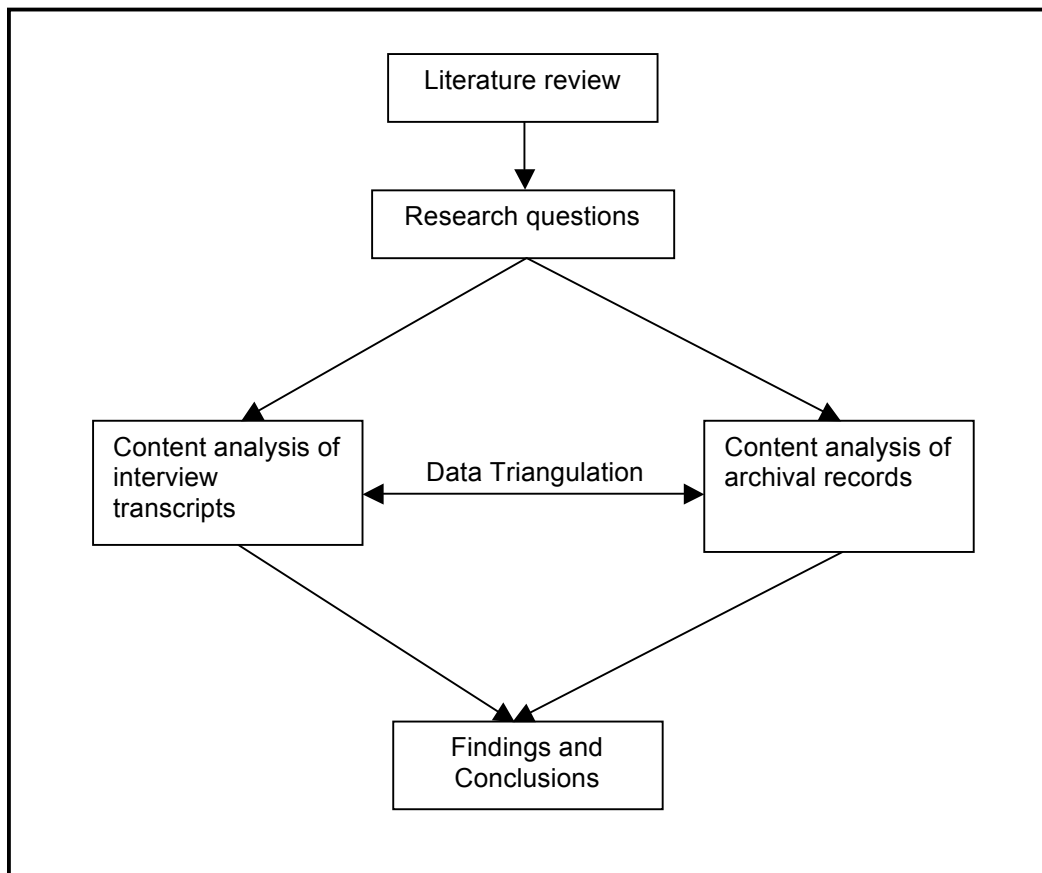 Literature review
Research questions
Content analysis of
interview
transcripts
Data Triangulation
Content analysis of
archival records
Findings and
Conclusions